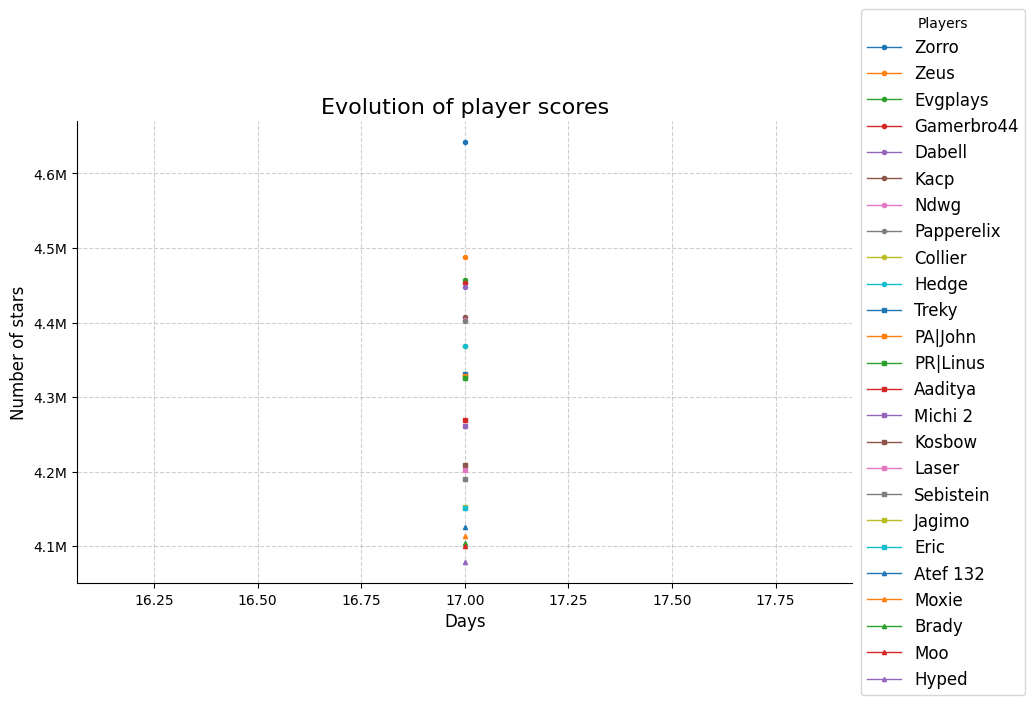 Evolution of player scores
Number of stars
4.6M
4.5M
4.4M
4.3M
4.2M
4.1M
16.25
16.50
16.75
17.00
17.25
17.50
17.75
Days
Players
Zorro
Zeus
Evgplays
Gamerbro44
Dabell
Kacp
Ndwg
Papperelix
Collier
Hedge
Treky
PA|John
PR|Linus
Aaditya
Michi 2
Kosbow
Laser
Sebistein
Jagimo
Eric
Atef 132
Moxie
Brady
Moo
Hyped